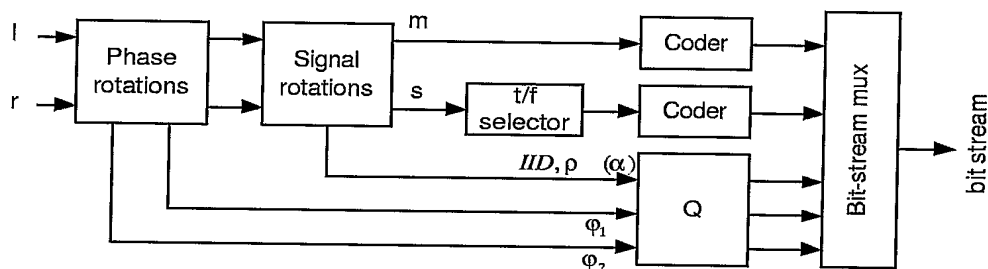 l
r
Phase
rotations
Signal
rotations
m
s
t/f
selector
Coder
Coder
IID, ρ (α)
φ₁
φ₂
Q
Bit-stream mux
bit stream